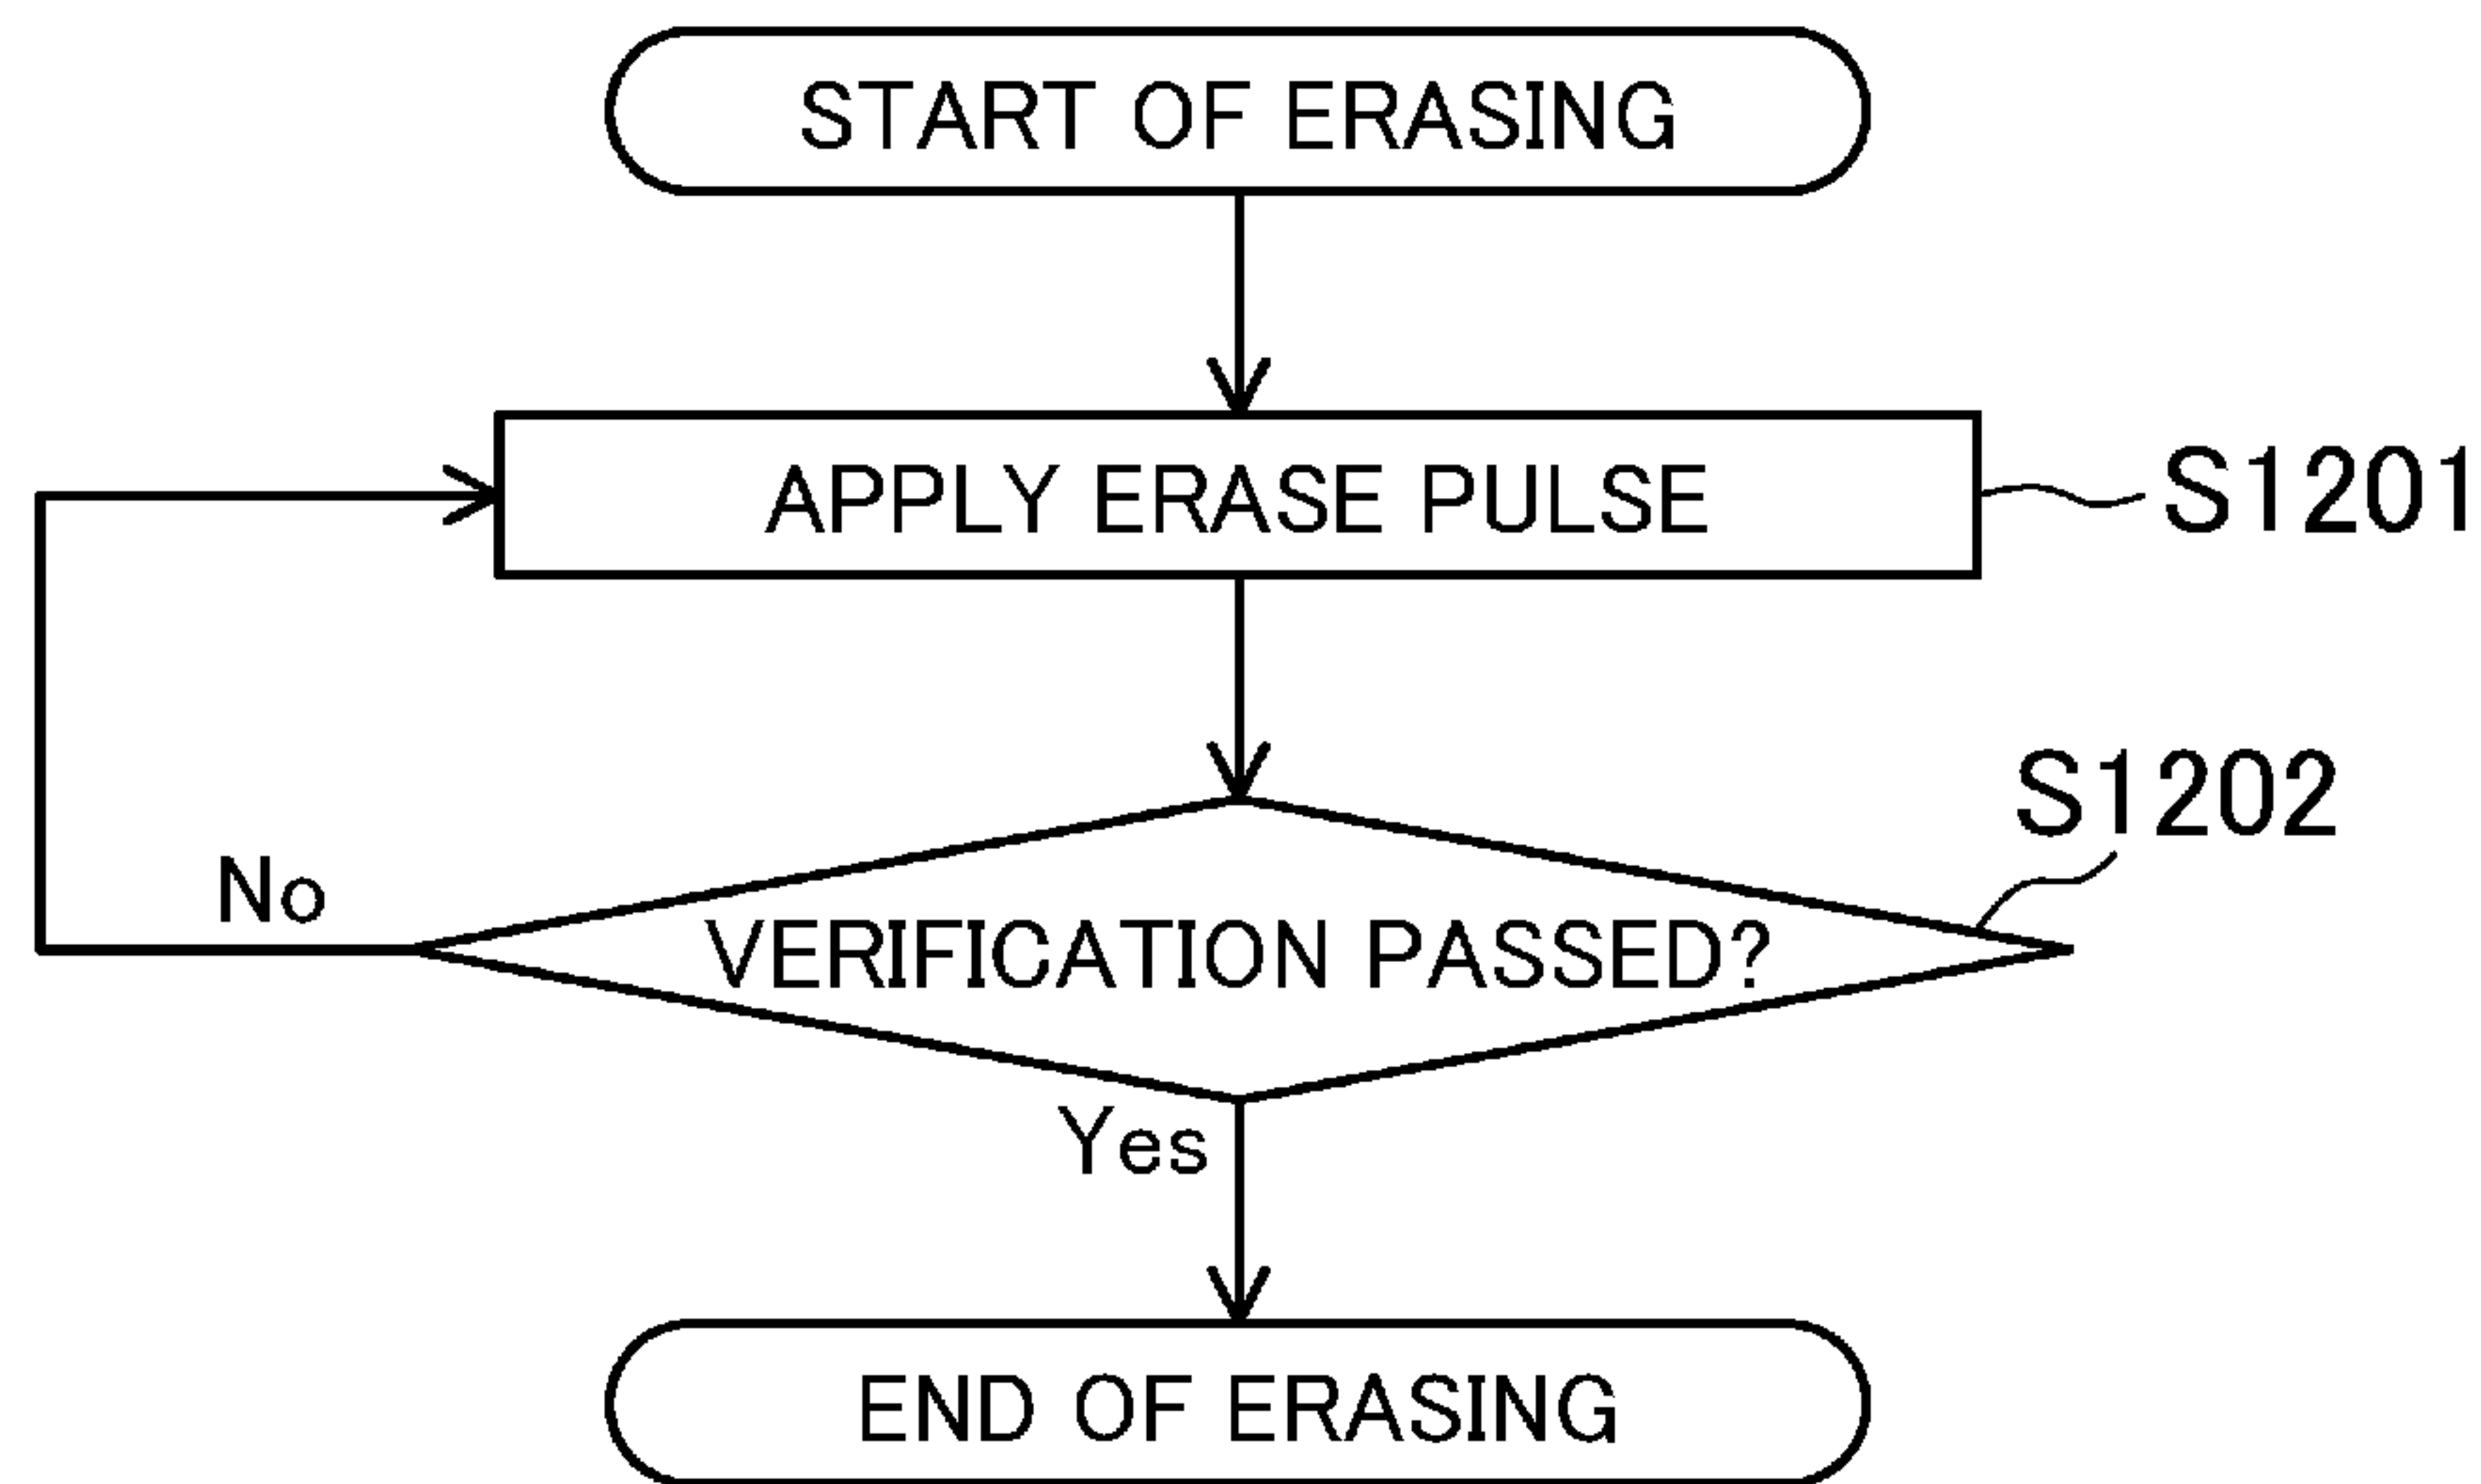 START OF ERASING
APPLY ERASE PULSE
S1201
S1202
No
VERIFICATION PASSED?
Yes
END OF ERASING